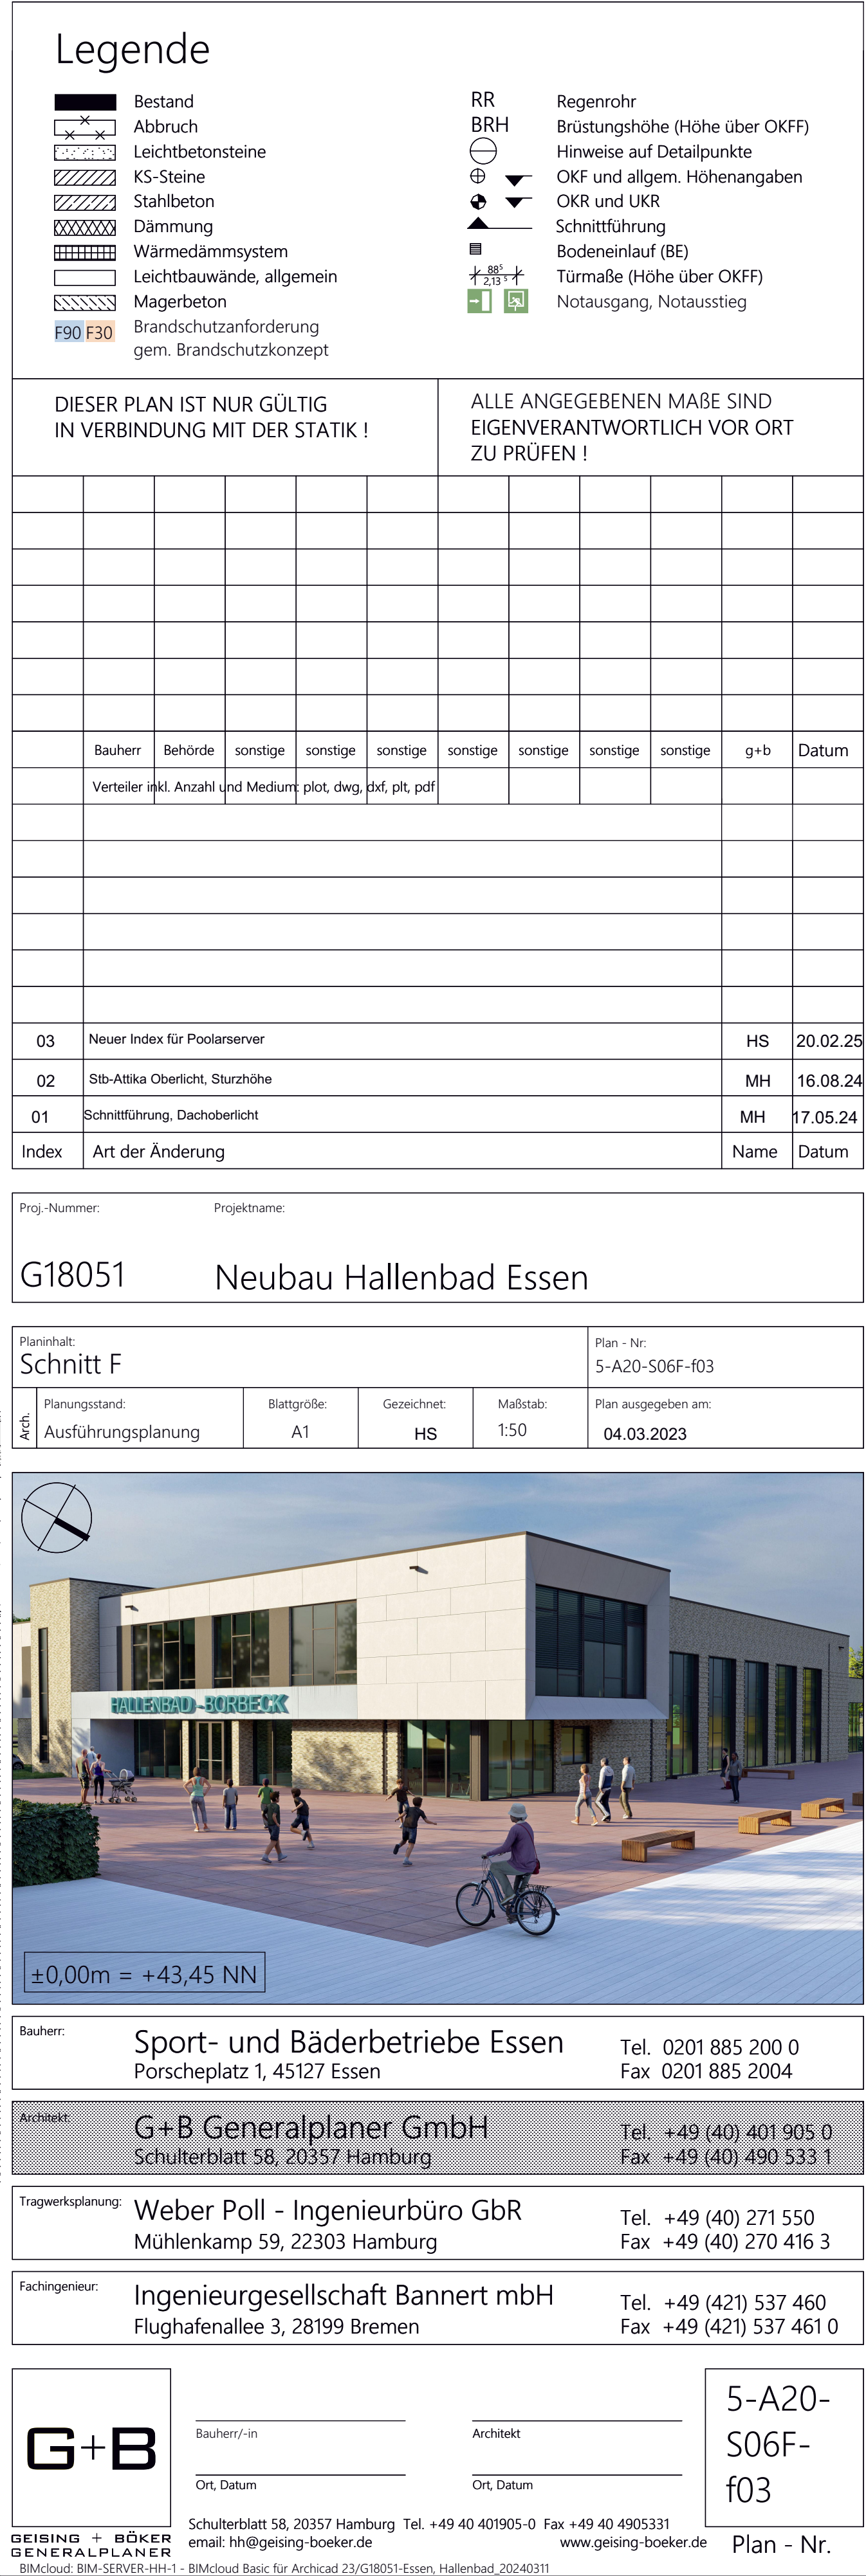 Legende
Bestand
Abbruch
Leichtbetonsteine
KS-Steine
Stahlbeton
Dämmung
Wärmedämmsystem
Leichtbauwände, allgemein
Magerbeton
F90 F30 Brandschutzanforderung
gem. Brandschutzkonzept
RR Regenrohr
BRH Brüstungshöhe (Höhe über OKFF)
Hinweise auf Detailpunkte
OKF und allgem. Höhenangaben
OKR und UKR
Schnittführung
Bodeneinlauf (BE)
88⁵ Türmaße (Höhe über OKFF)
2,13 ⁵
Notausgang, Notausstieg
DIESER PLAN IST NUR GÜLTIG
IN VERBINDUNG MIT DER STATIK !
ALLE ANGEGEBENEN MAßE SIND
EIGENVERANTWORTLICH VOR ORT
ZU PRÜFEN !
Bauherr Behörde sonstige sonstige sonstige sonstige sonstige sonstige sonstige g+b Datum
Verteiler inkl. Anzahl und Medium: plot, dwg, dxf, plt, pdf
03 Neuer Index für Poolarserver HS 20.02.25
02 Stb-Attika Oberlicht, Sturzhöhe MH 16.08.24
01 Schnittführung, Dachoberlicht MH 17.05.24
Index Art der Änderung Name Datum
Proj.-Nummer: Projektname:
G18051 Neubau Hallenbad Essen
Planinhalt:
Schnitt F
Plan - Nr:
5-A20-S06F-f03
Arch.
Planungsstand: Blattgröße: Gezeichnet: Maßstab: Plan ausgegeben am:
Ausführungsplanung A1 HS 1:50 04.03.2023
HALLENBAD-BORBECK
±0,00m = +43,45 NN
Bauherr:
Sport- und Bäderbetriebe Essen Tel. 0201 885 200 0
Porscheplatz 1, 45127 Essen Fax 0201 885 2004
Architekt:
G+B Generalplaner GmbH Tel. +49 (40) 401 905 0
Schulterblatt 58, 20357 Hamburg Fax +49 (40) 490 533 1
Tragwerksplanung:
Weber Poll - Ingenieurbüro GbR Tel. +49 (40) 271 550
Mühlenkamp 59, 22303 Hamburg Fax +49 (40) 270 416 3
Fachingenieur:
Ingenieurgesellschaft Bannert mbH Tel. +49 (421) 537 460
Flughafenallee 3, 28199 Bremen Fax +49 (421) 537 461 0
G+B
GEISING + BÖKER
GENERALPLANER
Bauherr/-in Architekt
Ort, Datum Ort, Datum
5-A20-
S06F-
f03
Plan - Nr.
Schulterblatt 58, 20357 Hamburg Tel. +49 40 401905-0 Fax +49 40 4905331
email: hh@geising-boeker.de www.geising-boeker.de
BIMcloud: BIM-SERVER-HH-1 - BIMcloud Basic für Archicad 23/G18051-Essen, Hallenbad_20240311